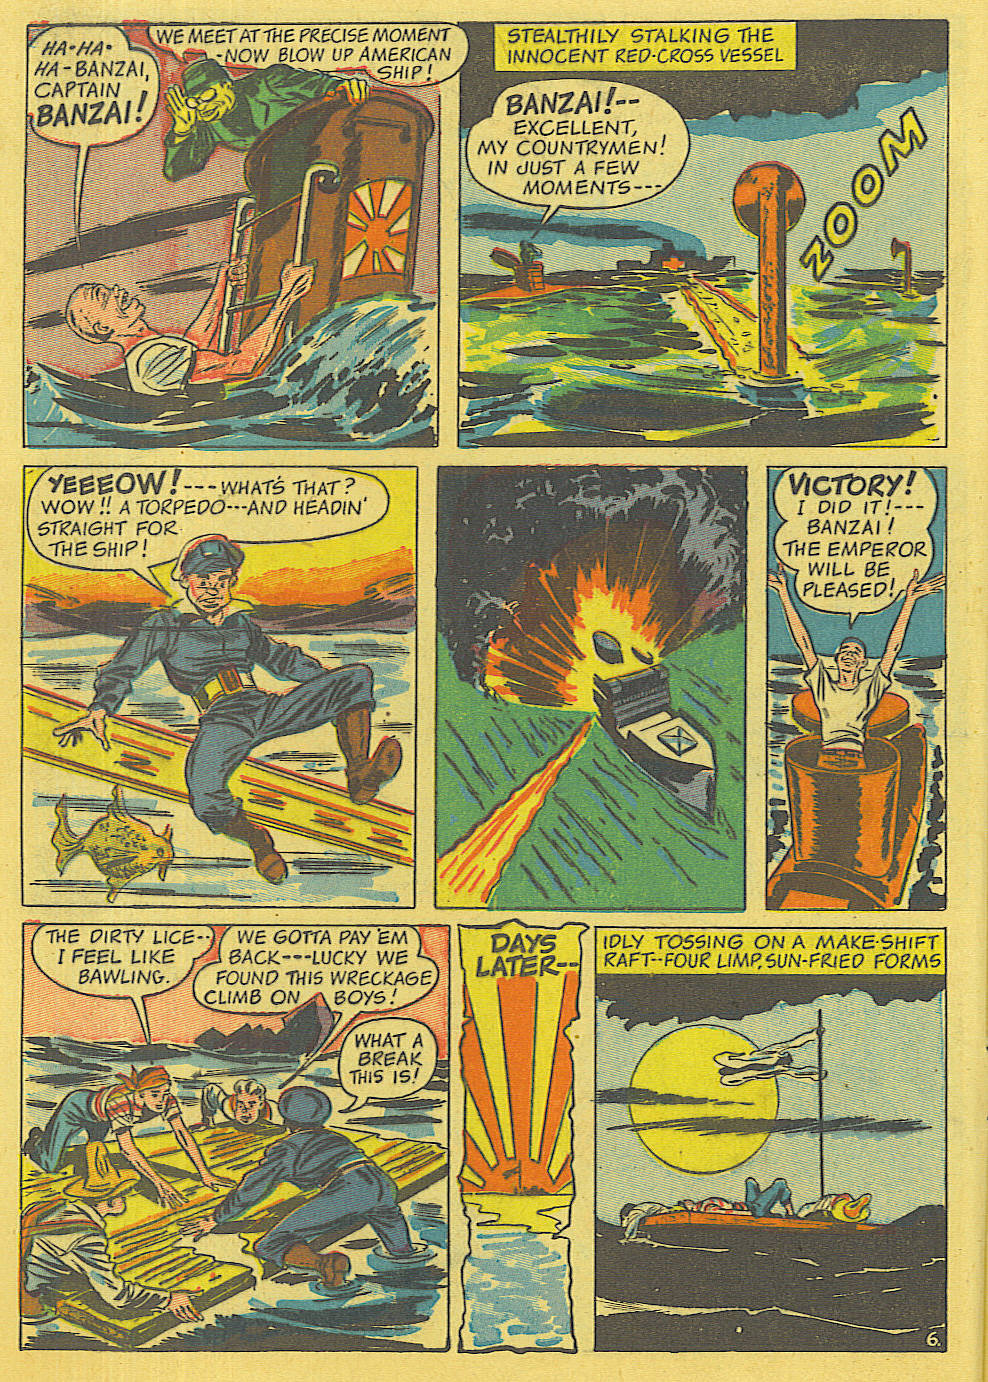 HA-HA-
HA-BANZAI,
CAPTAIN
BANZAI!
WE MEET AT THE PRECISE MOMENT
-NOW BLOW UP AMERICAN
SHIP!
STEALTHILY STALKING THE
INNOCENT RED-CROSS VESSEL
BANZAI!--
EXCELLENT,
MY COUNTRYMEN!
IN JUST A FEW
MOMENTS---
ZOOM
YEEEOW!---WHAT'S THAT?
WOW!! A TORPEDO---AND HEADIN'
STRAIGHT FOR
THE SHIP!
VICTORY!
I DID IT!---
BANZAI!
THE EMPEROR
WILL BE
PLEASED!
THE DIRTY LICE--
I FEEL LIKE
BAWLING.
WE GOTTA PAY 'EM
BACK----LUCKY WE
FOUND THIS WRECKAGE
CLIMB ON BOYS!
WHAT A
BREAK
THIS IS!
DAYS
LATER--
IDLY TOSSING ON A MAKE-SHIFT
RAFT--FOUR LIMP, SUN-FRIED FORMS
6.